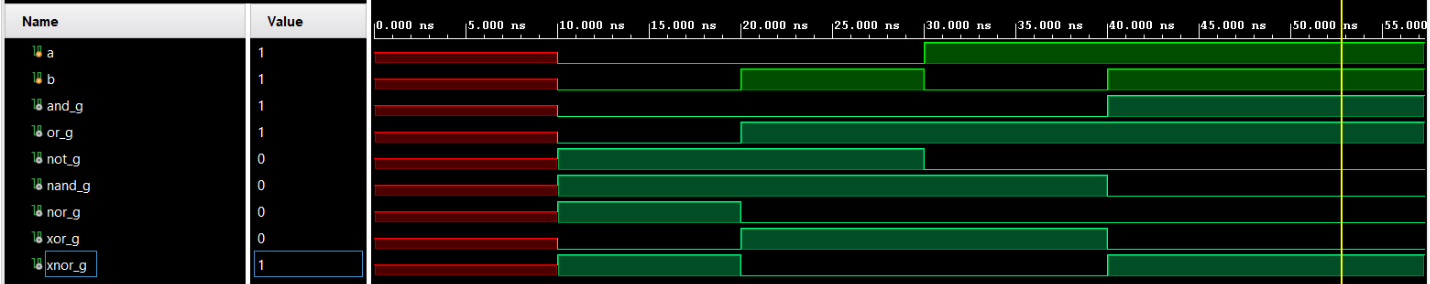 Name Value 0.000 ns 5.000 ns 10.000 ns 15.000 ns 20.000 ns 25.000 ns 30.000 ns 35.000 ns 40.000 ns 45.000 ns 50.000 ns 55.000
a 1
b 1
and_g 1
or_g 1
not_g 0
nand_g 0
nor_g 0
xor_g 0
xnor_g 1